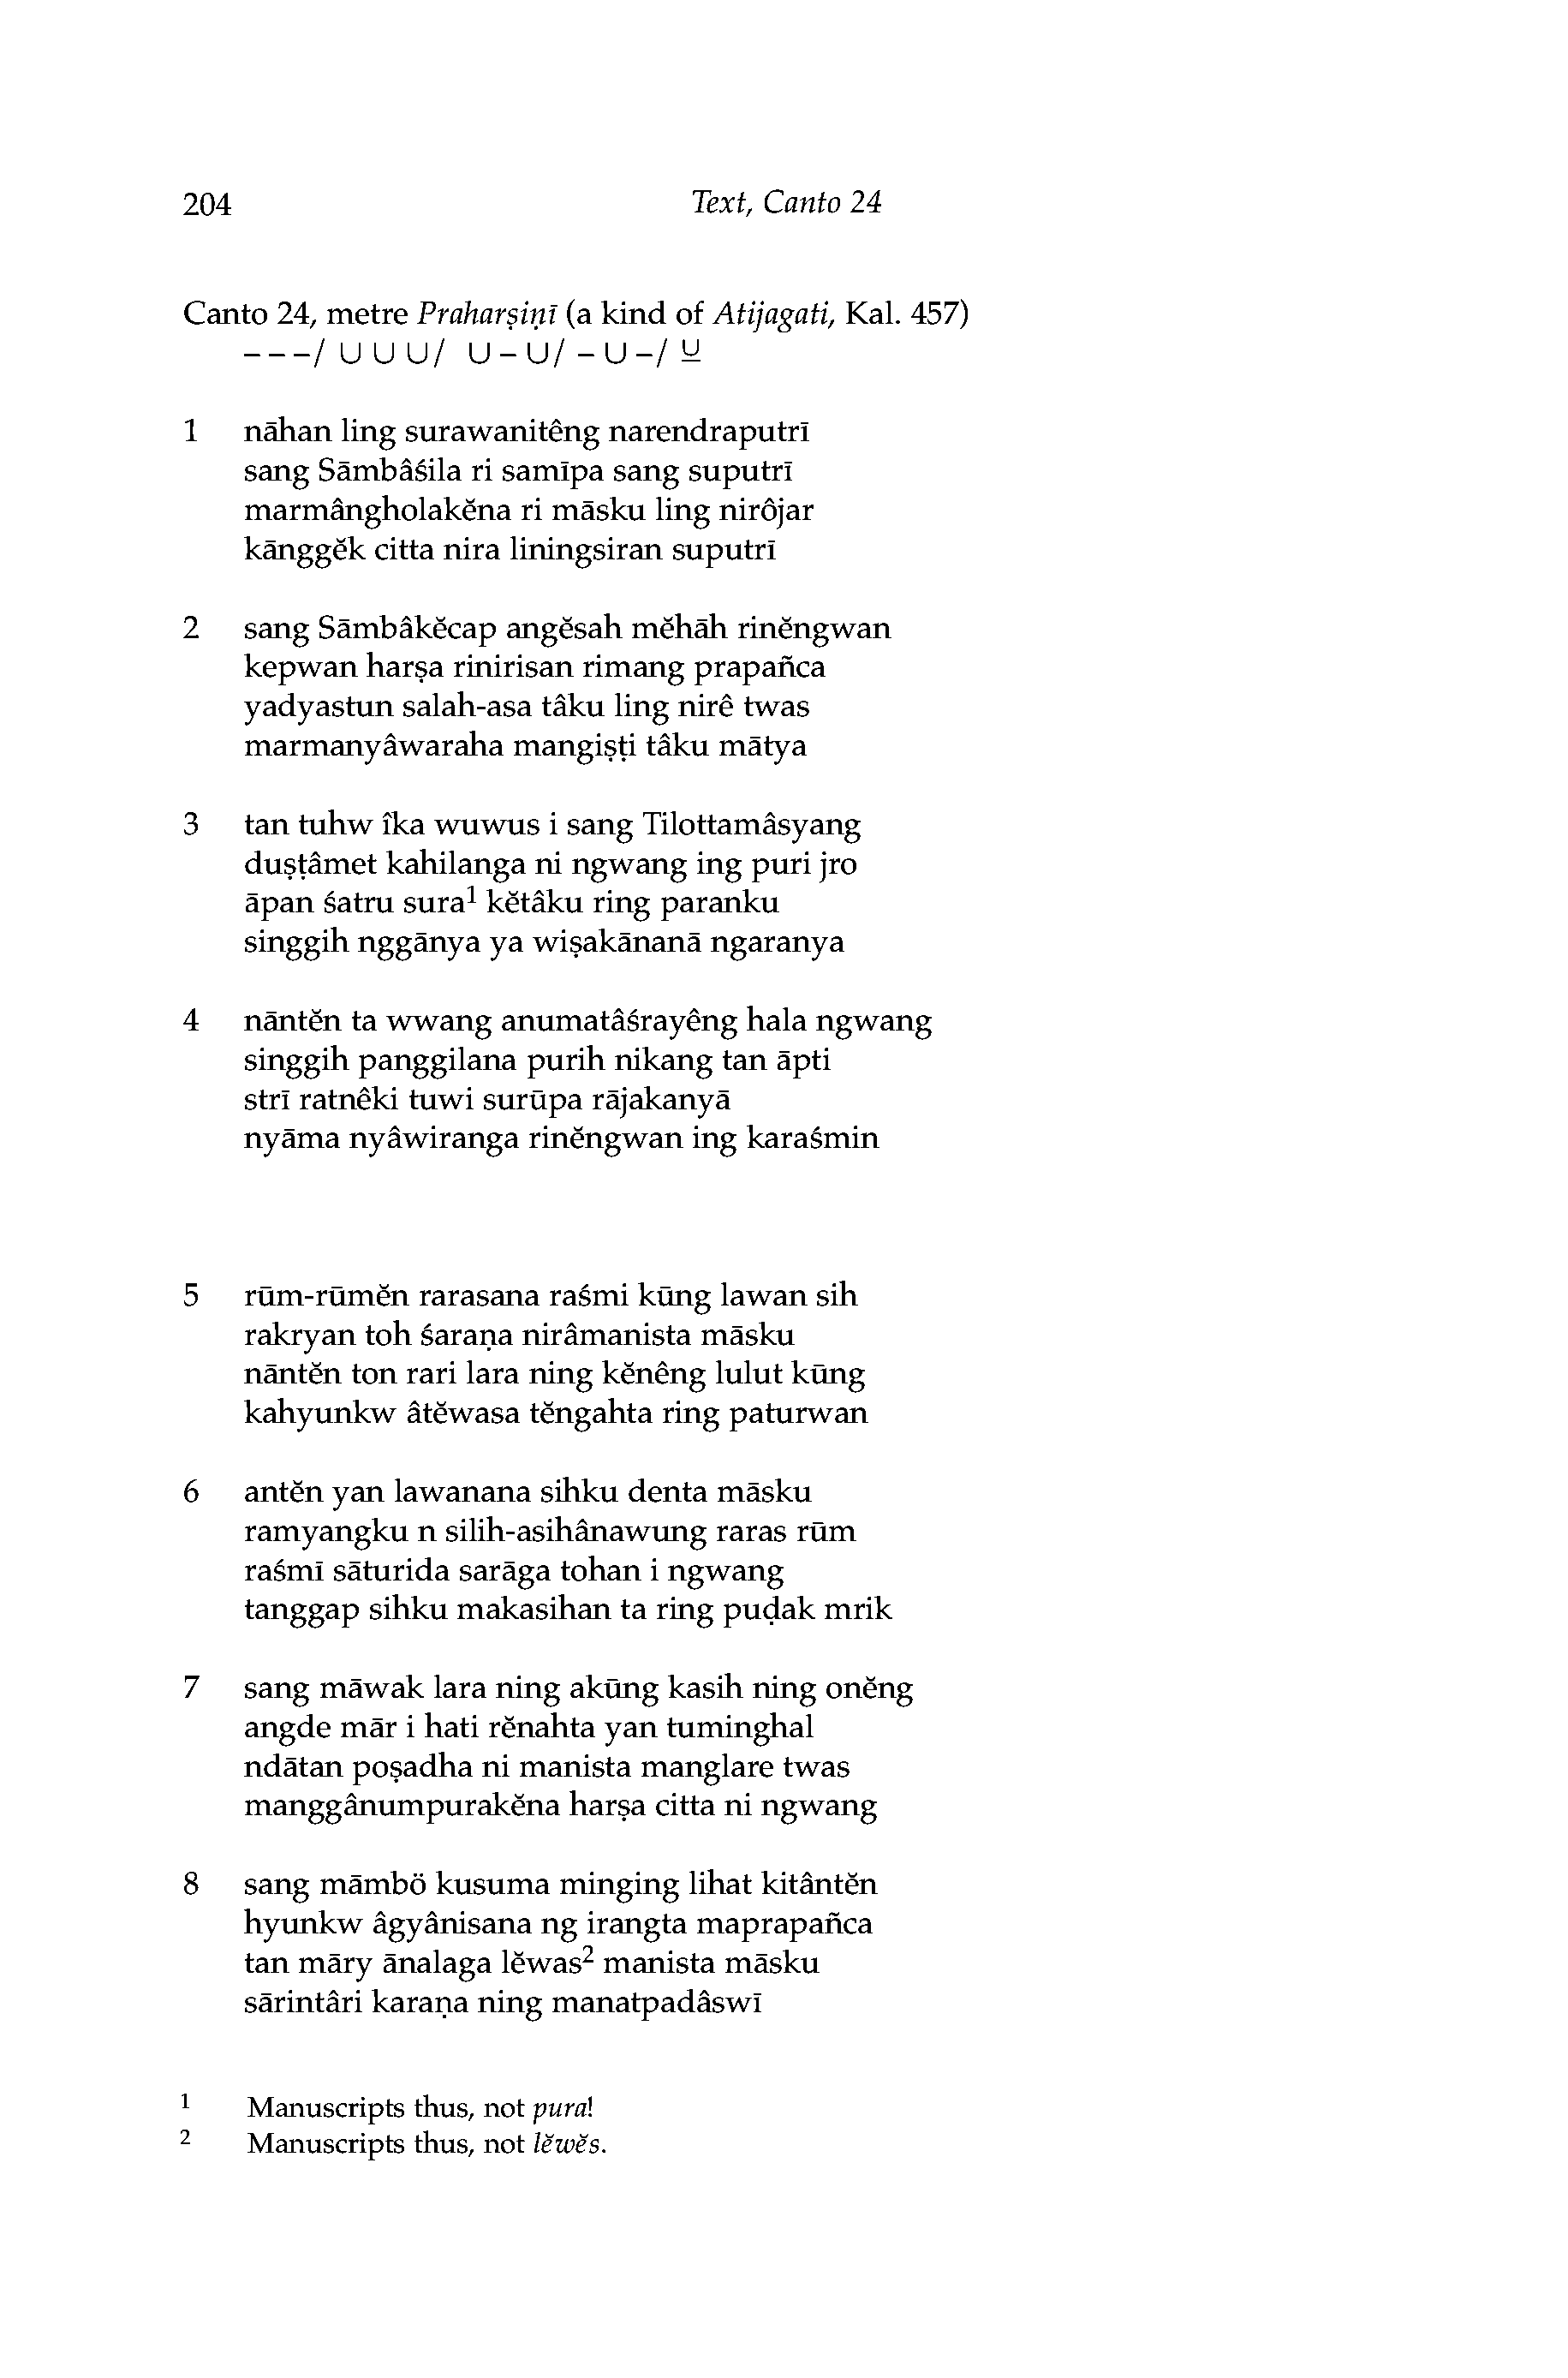 204 Text, Canto 24
Canto 24, metre Praharṣiṇī (a kind of Atijagati, Kal. 457)
– – –/ ∪ ∪ ∪/ ∪ – ∪/ – ∪ –/ ∪̲
1 nāhan ling surawanitêng narendraputrī
sang Sāmbâśila ri samīpa sang suputrī
marmângholakĕna ri māsku ling nirôjar
kānggĕk citta nira liningsiran suputrī
2 sang Sāmbâkĕcap angĕsah mĕhāh rinĕngwan
kepwan harṣa rinirisan rimang prapañca
yadyastun salah-asa tâku ling nirê twas
marmanyâwaraha mangiṣṭi tâku mātya
3 tan tuhw îka wuwus i sang Tilottamâsyang
duṣṭâmet kahilanga ni ngwang ing puri jro
āpan śatru sura¹ kĕtâku ring paranku
singgih nggānya ya wiṣakānanā ngaranya
4 nāntĕn ta wwang anumatâśrayêng hala ngwang
singgih panggilana purih nikang tan āpti
strī ratnêki tuwi surūpa rājakanyā
nyāma nyâwiranga rinĕngwan ing karaśmin
5 rūm-rūmĕn rarasana raśmi kūng lawan sih
rakryan toh śaraṇa nirâmanista māsku
nāntĕn ton rari lara ning kĕnêng lulut kūng
kahyunkw âtĕwasa tĕngahta ring paturwan
6 antĕn yan lawanana sihku denta māsku
ramyangku n silih-asihânawung raras rūm
raśmī sāturida sarāga tohan i ngwang
tanggap sihku makasihan ta ring puḍak mrik
7 sang māwak lara ning akūng kasih ning onĕng
angde mār i hati rĕnahta yan tuminghal
ndātan poṣadha ni manista manglare twas
manggânumpurakĕna harṣa citta ni ngwang
8 sang māmbö kusuma minging lihat kitântĕn
hyunkw âgyânisana ng irangta maprapañca
tan māry ānalaga lĕwas² manista māsku
sārintâri karaṇa ning manatpadâswī
1 Manuscripts thus, not pura!
2 Manuscripts thus, not lĕwĕs.